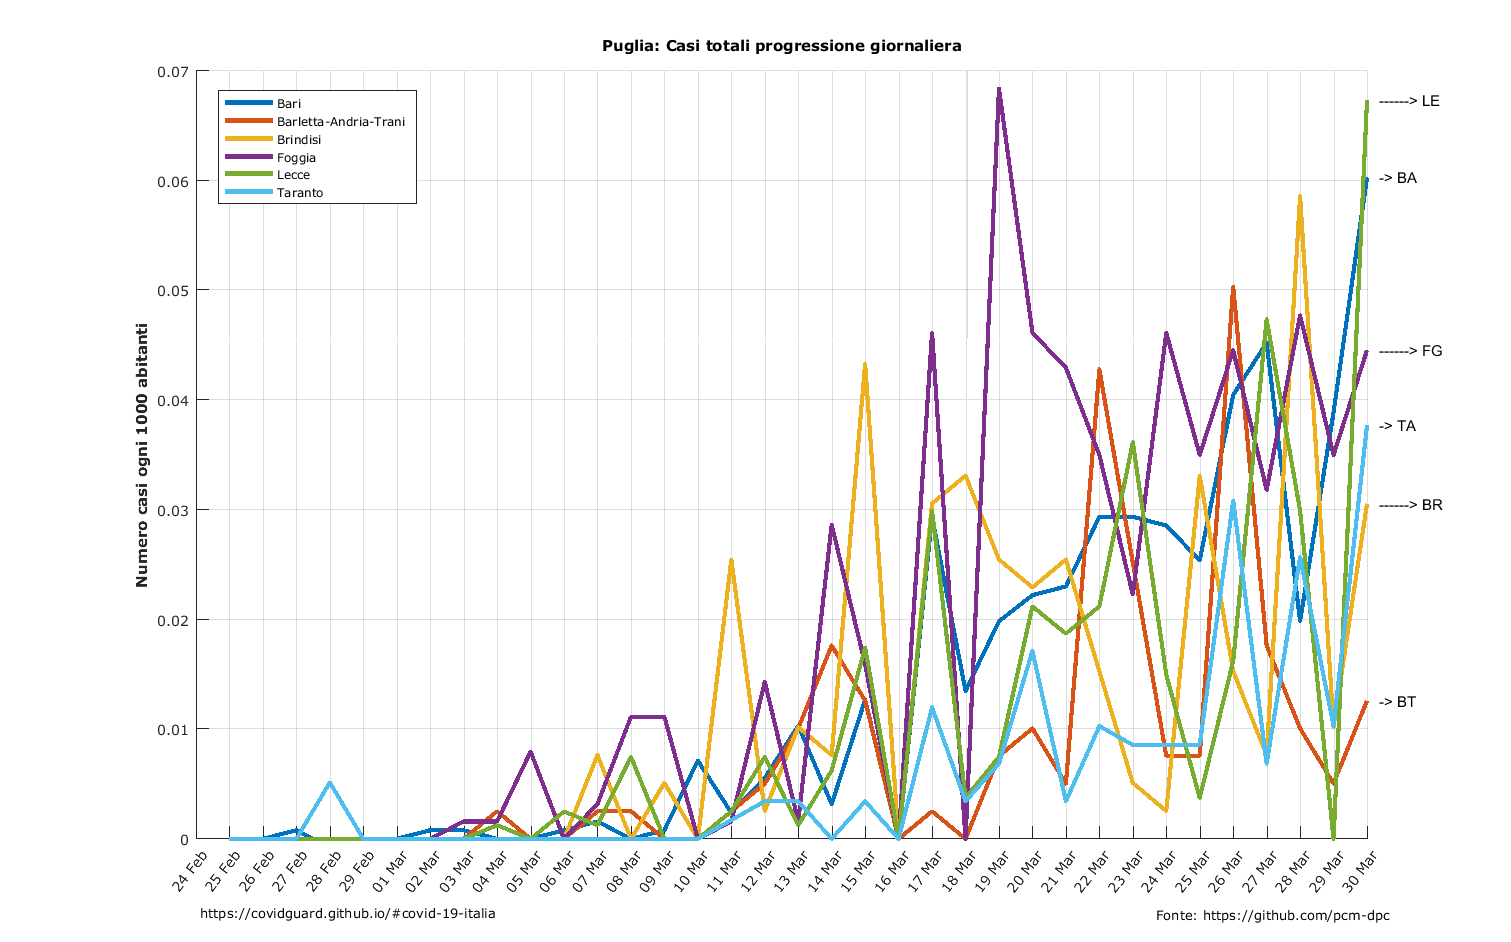 Puglia: Casi totali progressione giornaliera
Numero casi ogni 1000 abitanti
0.07
0.06
0.05
0.04
0.03
0.02
0.01
0
Bari
Barletta-Andria-Trani
Brindisi
Foggia
Lecce
Taranto
------> LE
-> BA
------> FG
-> TA
------> BR
-> BT
24 Feb
25 Feb
26 Feb
27 Feb
28 Feb
29 Feb
01 Mar
02 Mar
03 Mar
04 Mar
05 Mar
06 Mar
07 Mar
08 Mar
09 Mar
10 Mar
11 Mar
12 Mar
13 Mar
14 Mar
15 Mar
16 Mar
17 Mar
18 Mar
19 Mar
20 Mar
21 Mar
22 Mar
23 Mar
24 Mar
25 Mar
26 Mar
27 Mar
28 Mar
29 Mar
30 Mar
https://covidguard.github.io/#covid-19-italia
Fonte: https://github.com/pcm-dpc